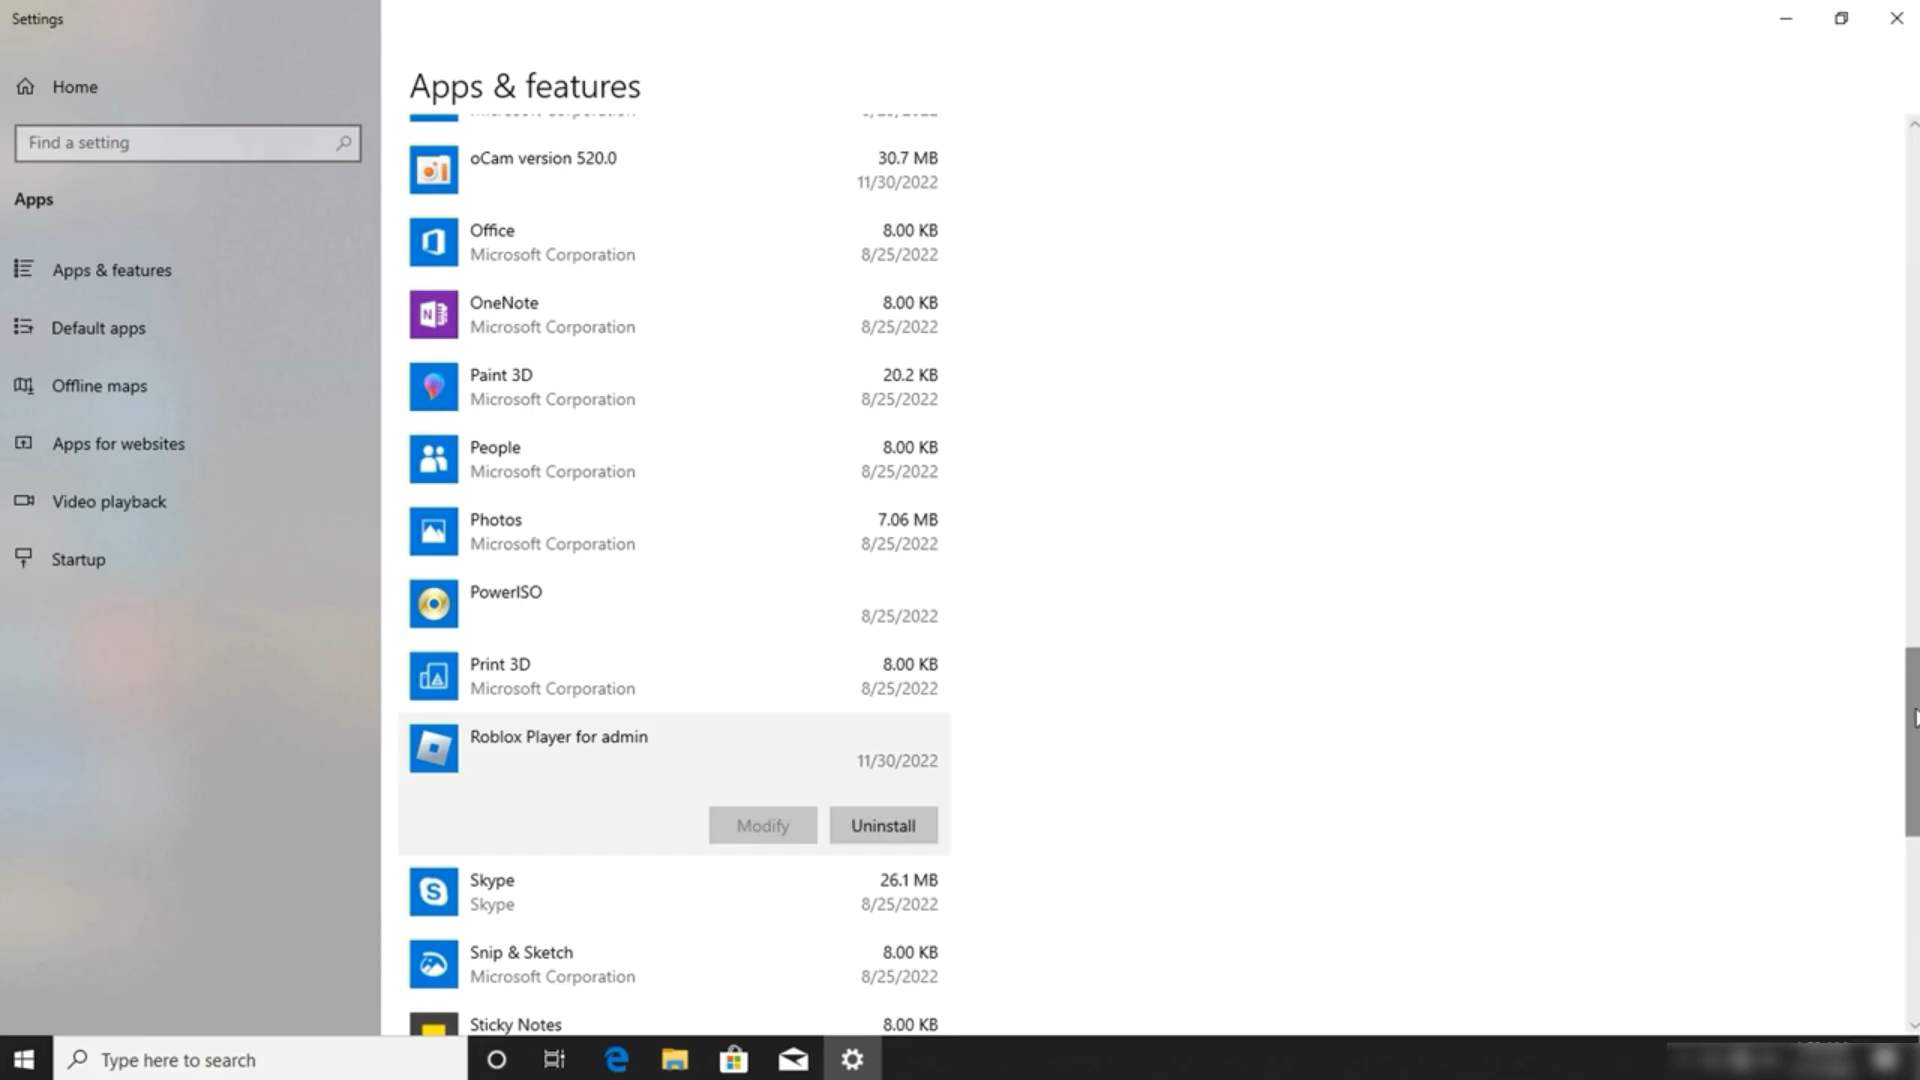 Settings
Home
Find a setting
Apps
Apps & features
Default apps
Offline maps
Apps for websites
Video playback
Startup
Apps & features
oCam version 520.0 30.7 MB
11/30/2022
Office 8.00 KB
Microsoft Corporation 8/25/2022
OneNote 8.00 KB
Microsoft Corporation 8/25/2022
Paint 3D 20.2 KB
Microsoft Corporation 8/25/2022
People 8.00 KB
Microsoft Corporation 8/25/2022
Photos 7.06 MB
Microsoft Corporation 8/25/2022
PowerISO
8/25/2022
Print 3D 8.00 KB
Microsoft Corporation 8/25/2022
Roblox Player for admin
11/30/2022
Modify Uninstall
Skype 26.1 MB
Skype 8/25/2022
Snip & Sketch 8.00 KB
Microsoft Corporation 8/25/2022
Sticky Notes 8.00 KB
Type here to search